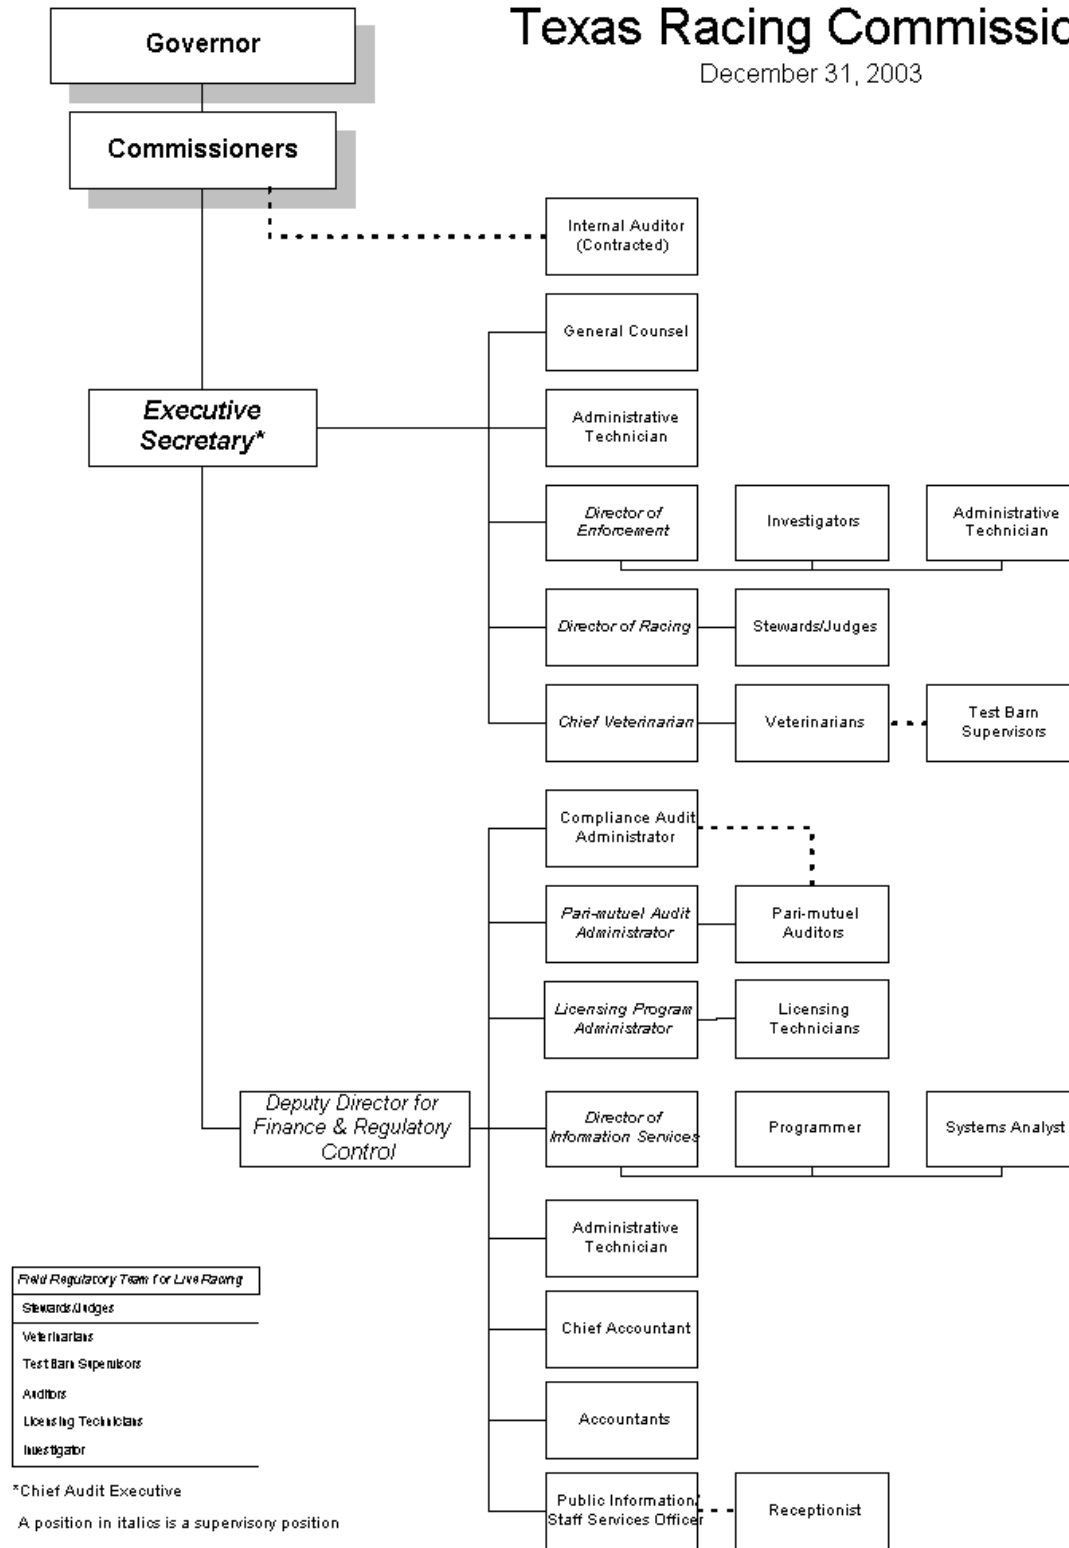 Texas Racing Commissio
December 31, 2003
Governor
Commissioners
Internal Auditor
(Contracted)
General Counsel
Executive
Secretary*
Administrative
Technician
Director of
Enforcement
Investigators
Administrative
Technician
Director of Racing
Stewards/Judges
Chief Veterinarian
Veterinarians
Test Barn
Supervisors
Compliance Audit
Administrator
Pari-mutuel Audit
Administrator
Pari-mutuel
Auditors
Licensing Program
Administrator
Licensing
Technicians
Deputy Director for
Finance & Regulatory
Control
Director of
Information Services
Programmer
Systems Analyst
Administrative
Technician
Chief Accountant
Accountants
Public Information/
Staff Services Officer
Receptionist
Field Regulatory Team for Live Racing
Stewards/Judges
Veterinarians
Test Barn Supervisors
Auditors
Licensing Technicians
Investigator
*Chief Audit Executive
A position in italics is a supervisory position